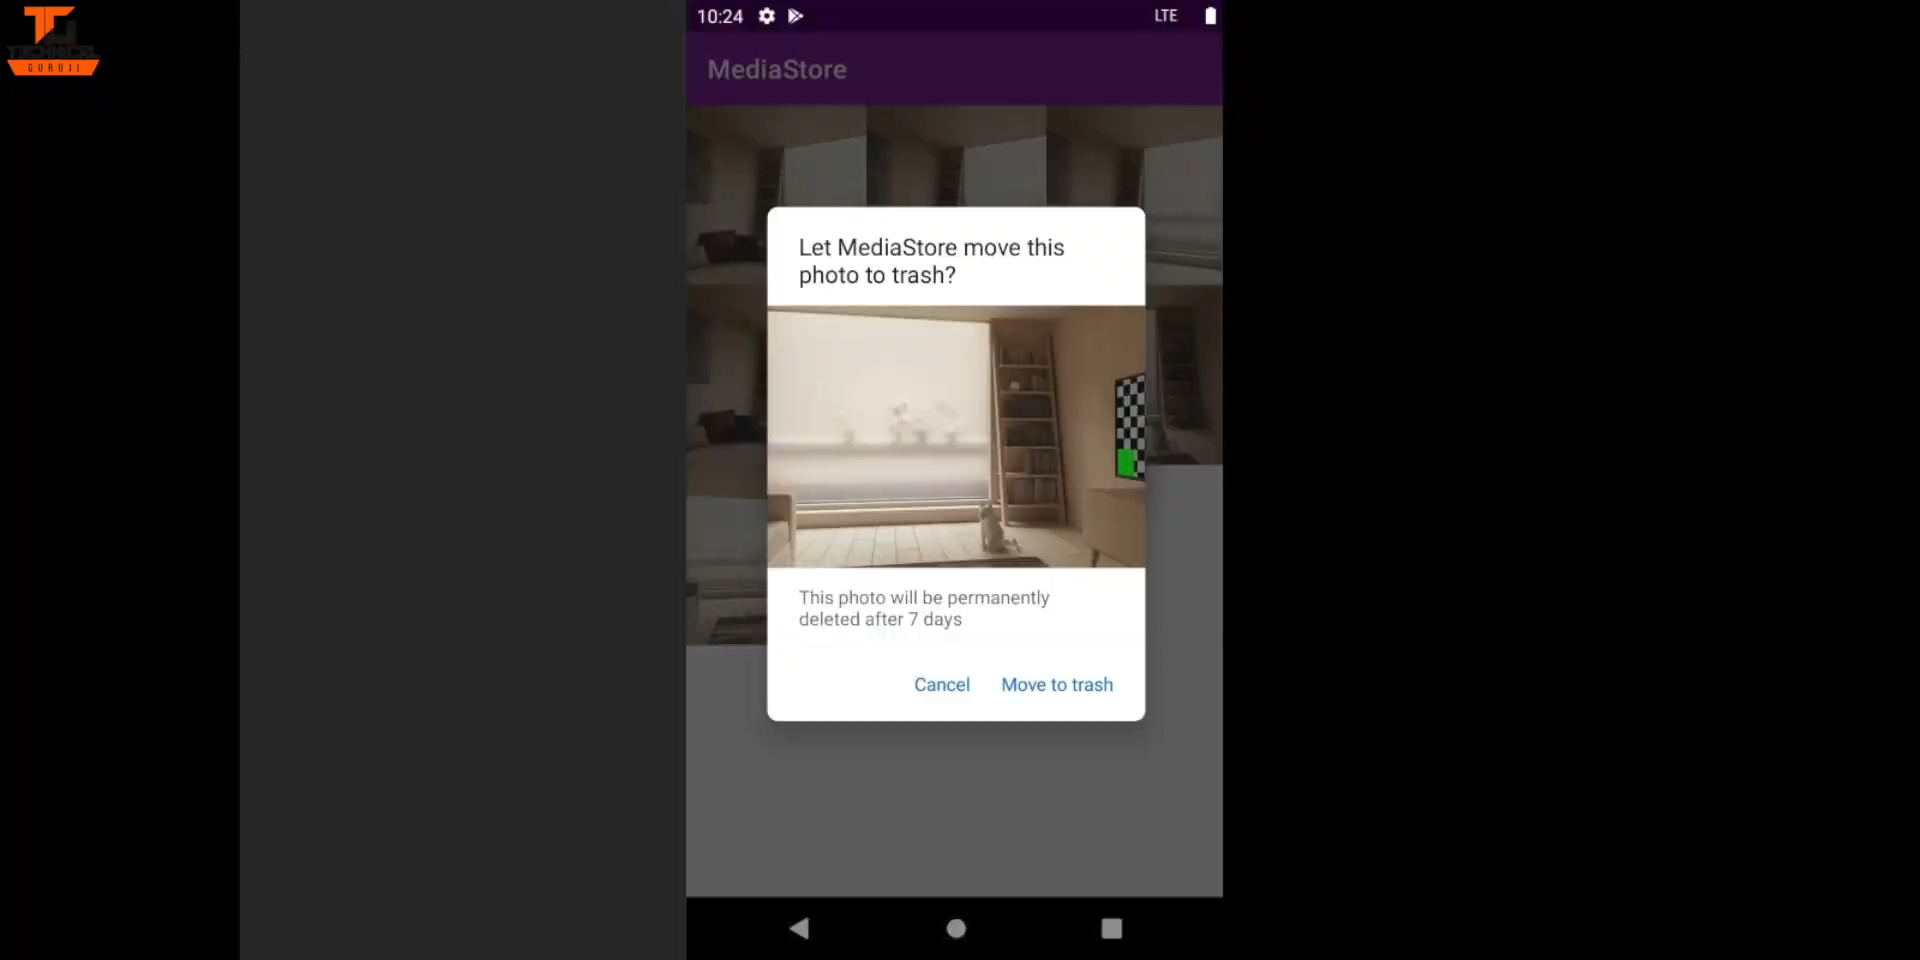 TECHNICAL
GURUJI
10:24
LTE
MediaStore
Let MediaStore move this
photo to trash?
This photo will be permanently
deleted after 7 days
Cancel
Move to trash